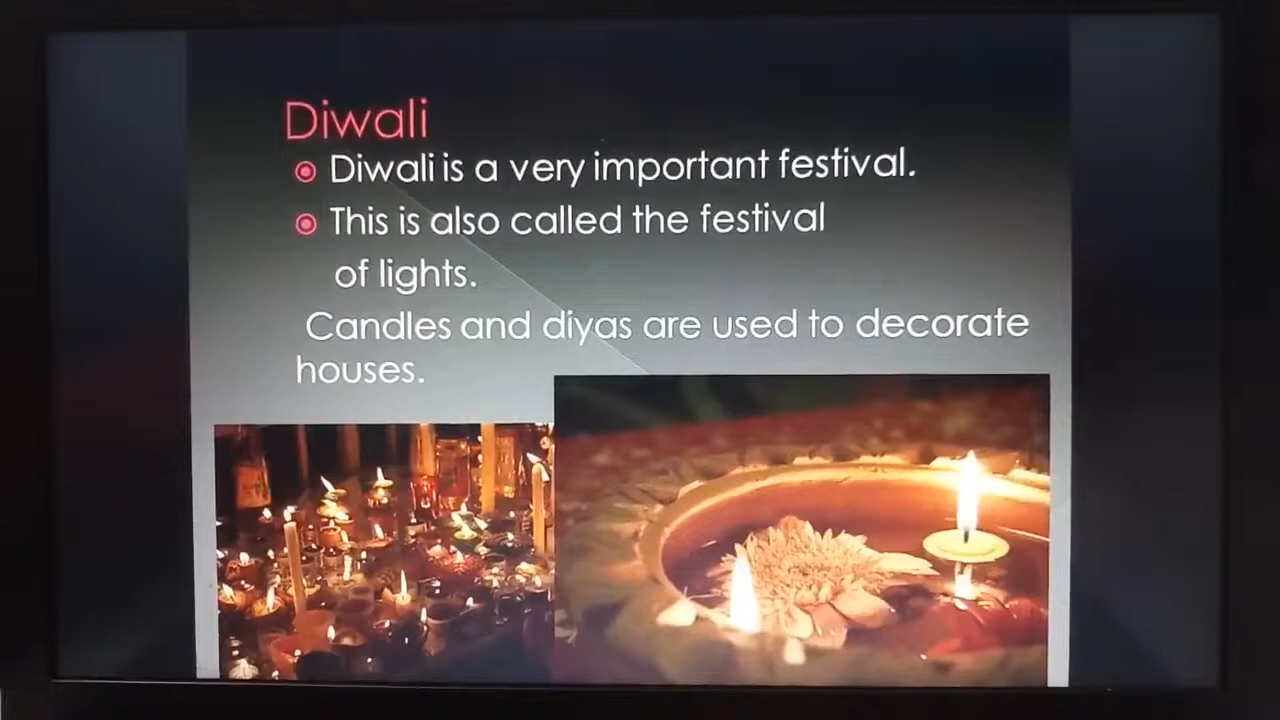 Diwali
Diwali is a very important festival.
This is also called the festival
of lights.
Candles and diyas are used to decorate
houses.